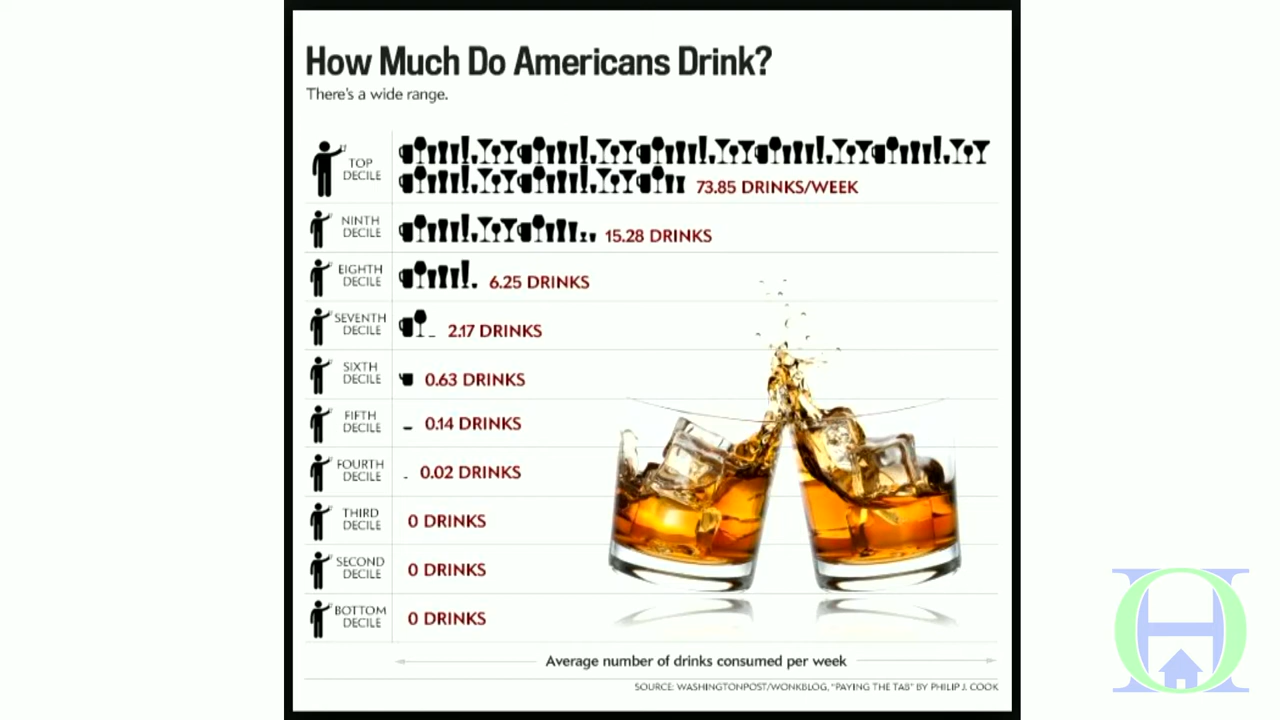 How Much Do Americans Drink?
There's a wide range.
TOP
DECILE
73.85 DRINKS/WEEK
NINTH
DECILE
15.28 DRINKS
EIGHTH
DECILE
6.25 DRINKS
SEVENTH
DECILE
2.17 DRINKS
SIXTH
DECILE
0.63 DRINKS
FIFTH
DECILE
0.14 DRINKS
FOURTH
DECILE
0.02 DRINKS
THIRD
DECILE
0 DRINKS
SECOND
DECILE
0 DRINKS
BOTTOM
DECILE
0 DRINKS
Average number of drinks consumed per week
SOURCE: WASHINGTONPOST/WONKBLOG, "PAYING THE TAB" BY PHILIP J. COOK